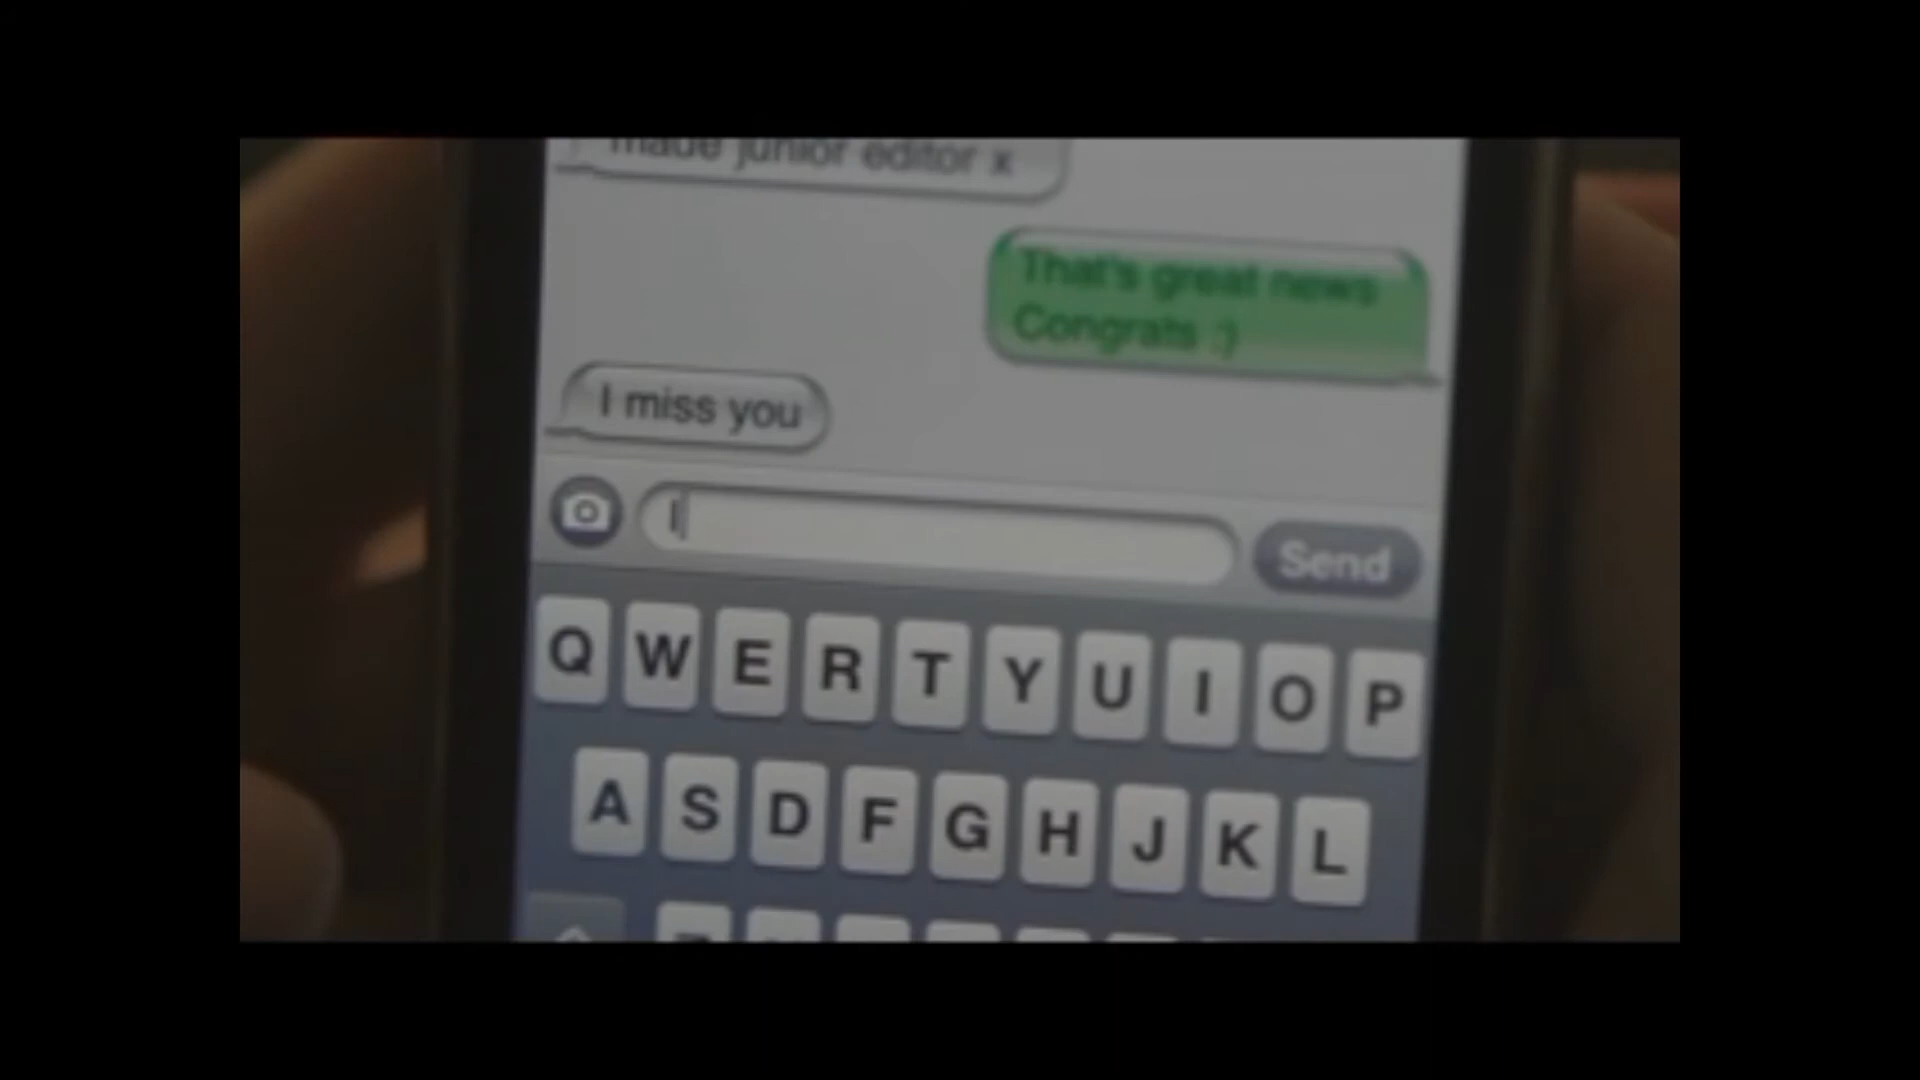 made junior editor x
That's great news
Congrats :)
I miss you
I
Send
Q W E R T Y U I O P
A S D F G H J K L